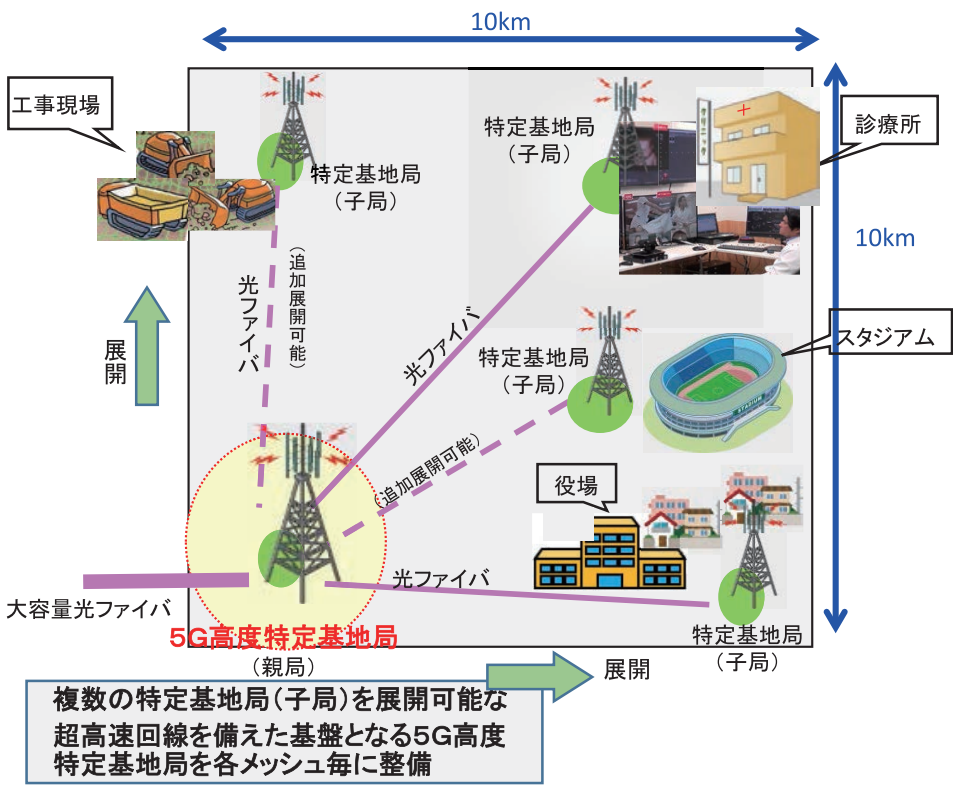 10km
工事現場
特定基地局
(子局)
特定基地局
(子局)
クリニック
診療所
10km
光ファイバ
(追加展開可能)
光ファイバ
展開
特定基地局
(子局)
STADIUM
スタジアム
(追加展開可能)
役場
光ファイバ
大容量光ファイバ
5G高度特定基地局
(親局)
特定基地局
(子局)
展開
複数の特定基地局(子局)を展開可能な
超高速回線を備えた基盤となる5G高度
特定基地局を各メッシュ毎に整備